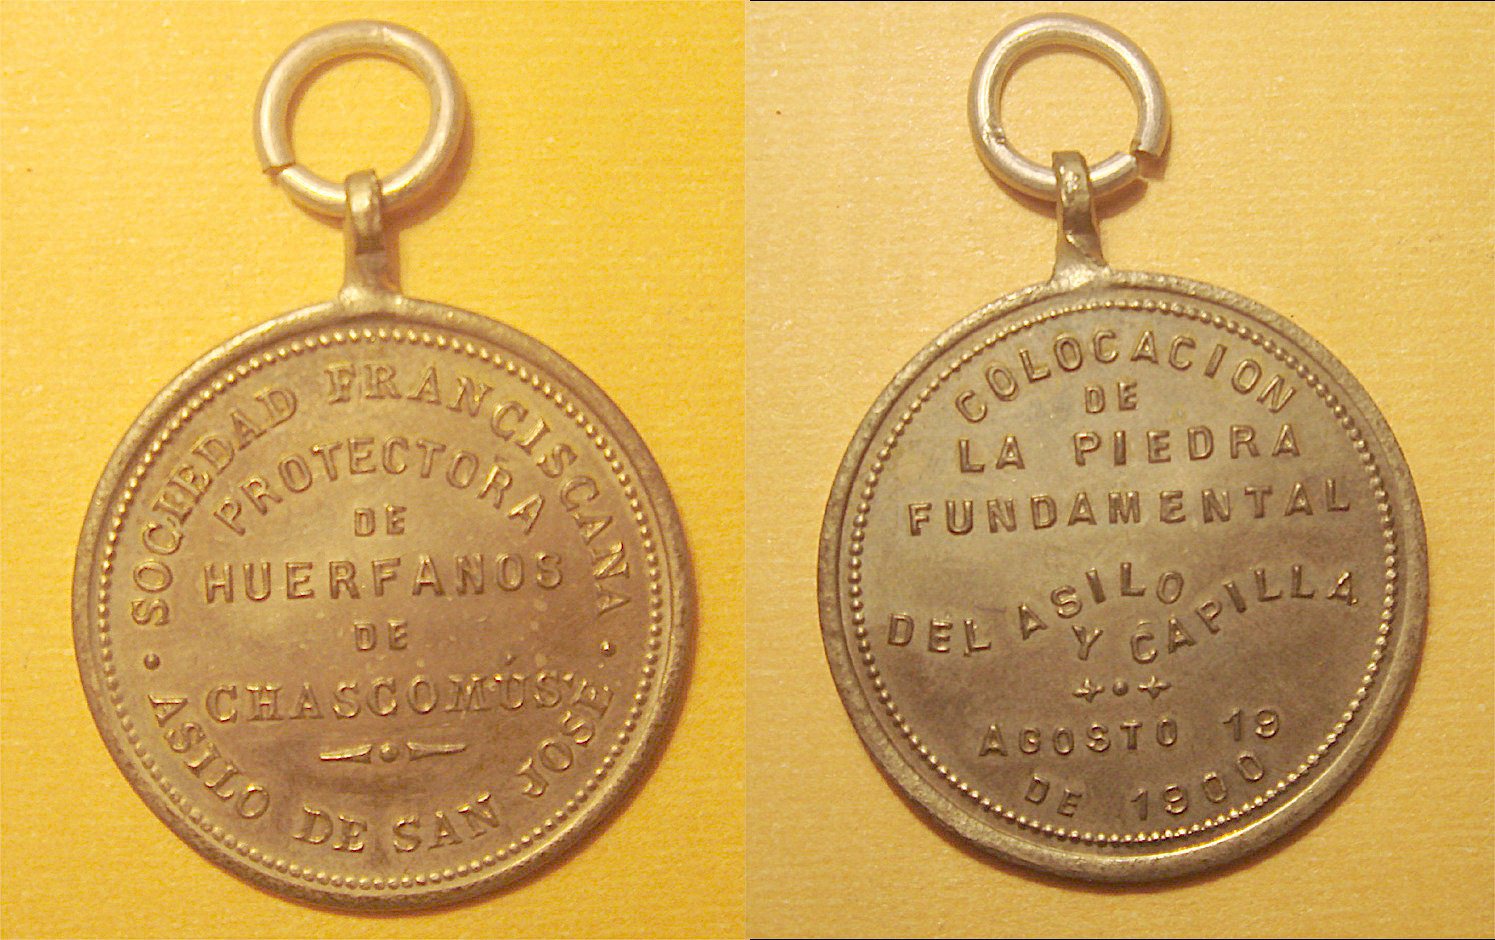 SOCIEDAD FRANCISCANA
PROTECTORA
DE
HUERFANOS
DE
CHASCOMÚS
ASILO DE SAN JOSE
COLOCACION
DE
LA PIEDRA
FUNDAMENTAL
DEL ASILO
Y CAPILLA
AGOSTO 19
DE 1900